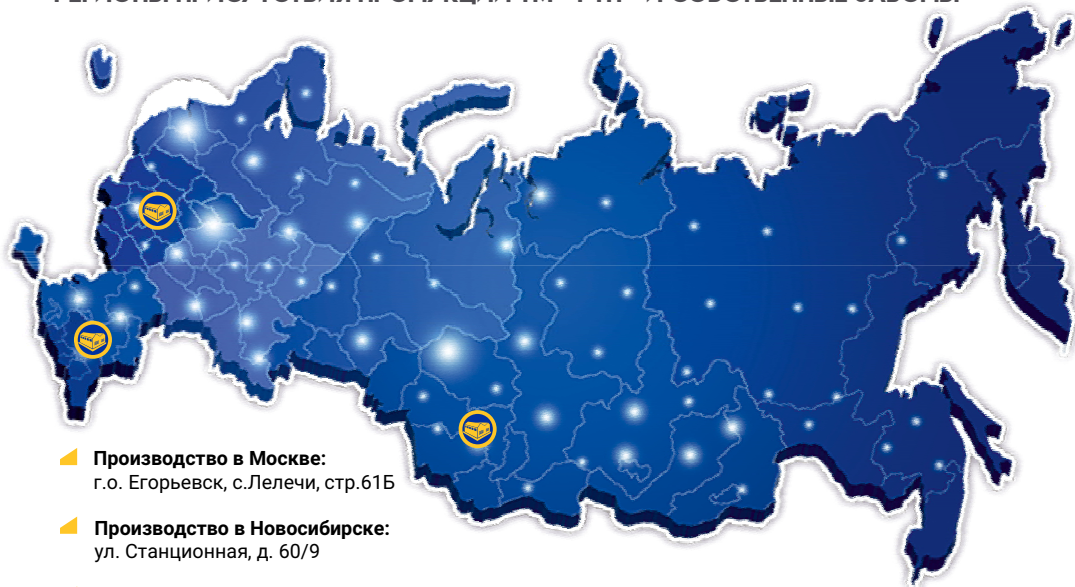 Производство в Москве:
г.о. Егорьевск, с.Лелечи, стр.61Б
Производство в Новосибирске:
ул. Станционная, д. 60/9